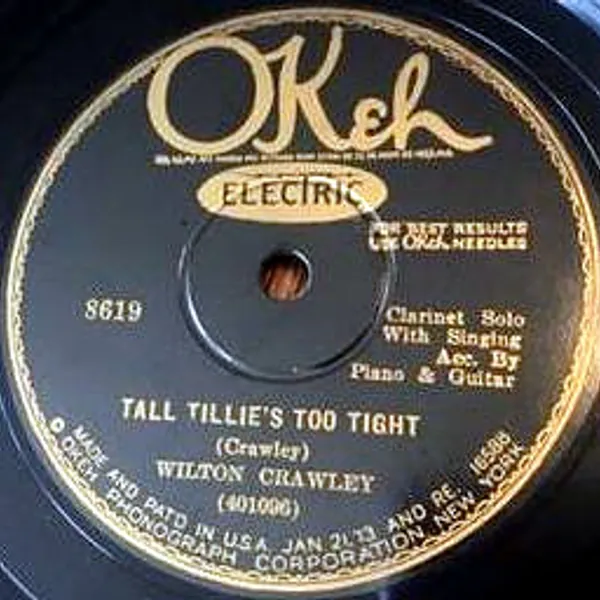 OKeh
ELECTRIC
FOR BEST RESULTS
USE OKeh NEEDLES
8619
Clarinet Solo
With Singing
Acc. By
Piano & Guitar
TALL TILLIE'S TOO TIGHT
(Crawley)
WILTON CRAWLEY
(401096)
MADE AND PAT'D IN U.S.A. JAN. 21, 13, AND RE. 16588
OKEH PHONOGRAPH CORPORATION NEW YORK